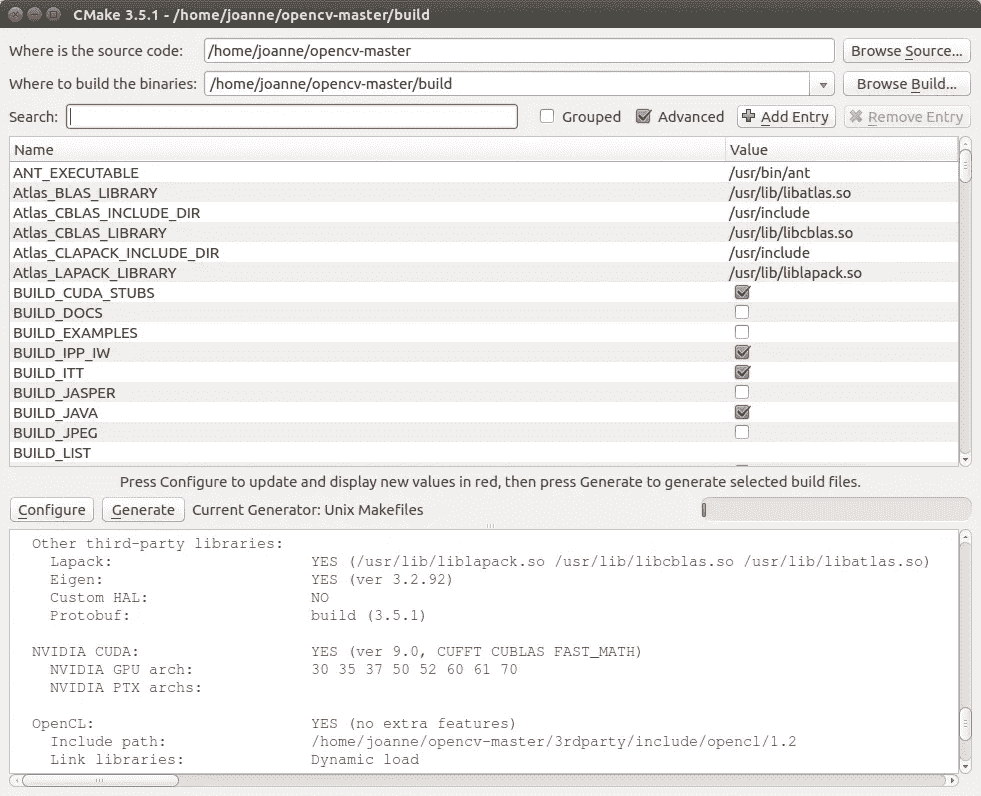 CMake 3.5.1 - /home/joanne/opencv-master/build
Where is the source code: /home/joanne/opencv-master Browse Source...
Where to build the binaries: /home/joanne/opencv-master/build Browse Build...
Search: Grouped Advanced Add Entry Remove Entry
Name Value
ANT_EXECUTABLE /usr/bin/ant
Atlas_BLAS_LIBRARY /usr/lib/libatlas.so
Atlas_CBLAS_INCLUDE_DIR /usr/include
Atlas_CBLAS_LIBRARY /usr/lib/libcblas.so
Atlas_CLAPACK_INCLUDE_DIR /usr/include
Atlas_LAPACK_LIBRARY /usr/lib/liblapack.so
BUILD_CUDA_STUBS
BUILD_DOCS
BUILD_EXAMPLES
BUILD_IPP_IW
BUILD_ITT
BUILD_JASPER
BUILD_JAVA
BUILD_JPEG
BUILD_LIST
Press Configure to update and display new values in red, then press Generate to generate selected build files.
Configure Generate Current Generator: Unix Makefiles
Other third-party libraries:
Lapack: YES (/usr/lib/liblapack.so /usr/lib/libcblas.so /usr/lib/libatlas.so)
Eigen: YES (ver 3.2.92)
Custom HAL: NO
Protobuf: build (3.5.1)
NVIDIA CUDA: YES (ver 9.0, CUFFT CUBLAS FAST_MATH)
NVIDIA GPU arch: 30 35 37 50 52 60 61 70
NVIDIA PTX archs:
OpenCL: YES (no extra features)
Include path: /home/joanne/opencv-master/3rdparty/include/opencl/1.2
Link libraries: Dynamic load